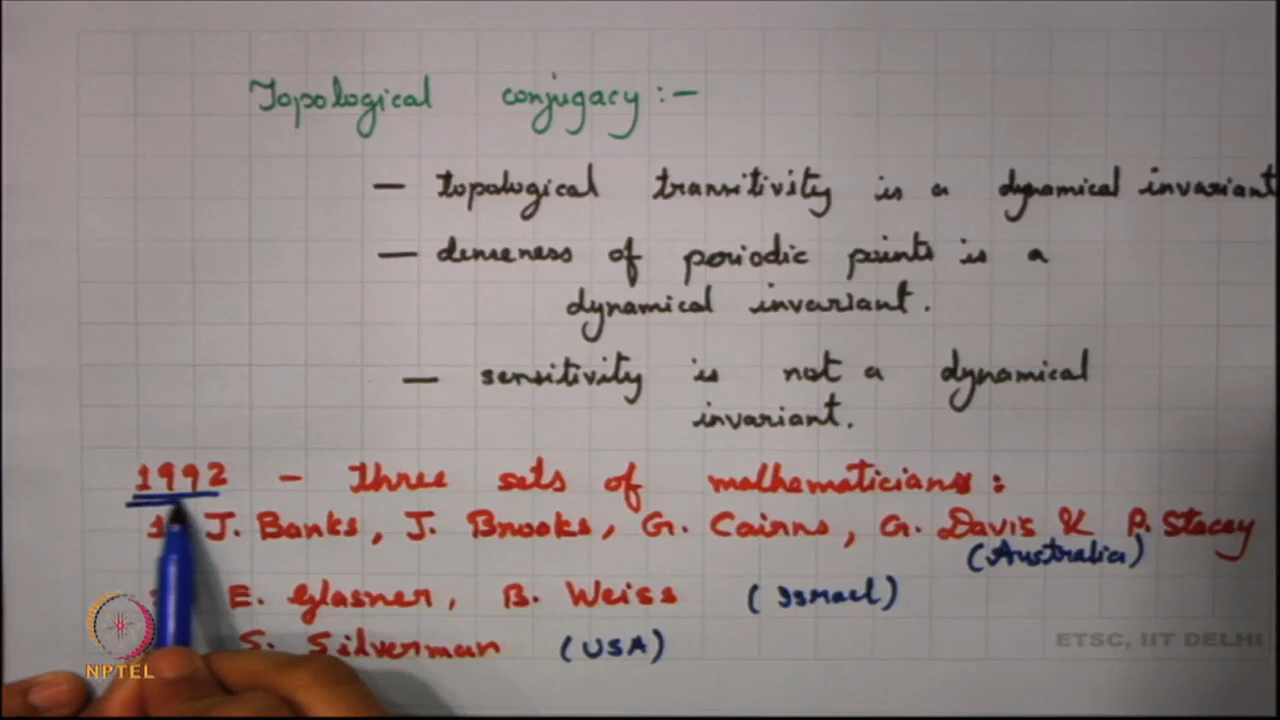 Topological conjugacy :-
- topological transitivity is a dynamical invariant
- denseness of periodic points is a
dynamical invariant.
- sensitivity is not a dynamical
invariant.
1992 - Three sets of mathematicians:
1 J. Banks, J. Brooks, G. Cairns, G. Davis & P. Stacey
(Australia)
E. Glasner, B. Weiss (Israel)
S. Silverman (USA)
ETSC, IIT DELHI
NPTEL